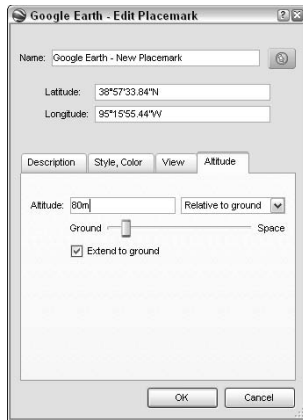 Google Earth - Edit Placemark
Name: Google Earth - New Placemark
Latitude: 38°57'33.84"N
Longitude: 95°15'55.44"W
Description Style, Color View Altitude
Altitude: 80m Relative to ground
Ground Space
Extend to ground
OK Cancel